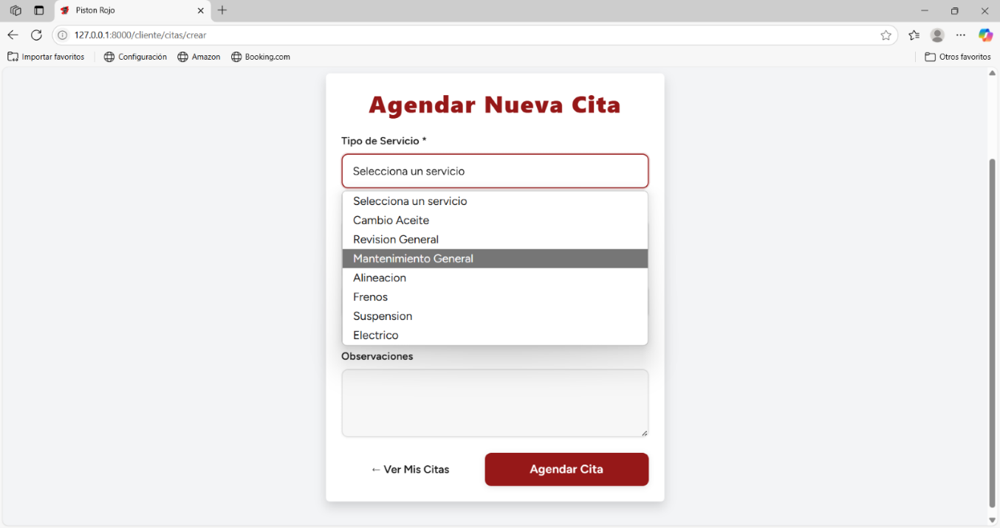 Piston Rojo
127.0.0.1:8000/cliente/citas/crear
Importar favoritos Configuración Amazon Booking.com Otros favoritos
Agendar Nueva Cita
Tipo de Servicio *
Selecciona un servicio
Selecciona un servicio
Cambio Aceite
Revision General
Mantenimiento General
Alineacion
Frenos
Suspension
Electrico
Observaciones
← Ver Mis Citas Agendar Cita